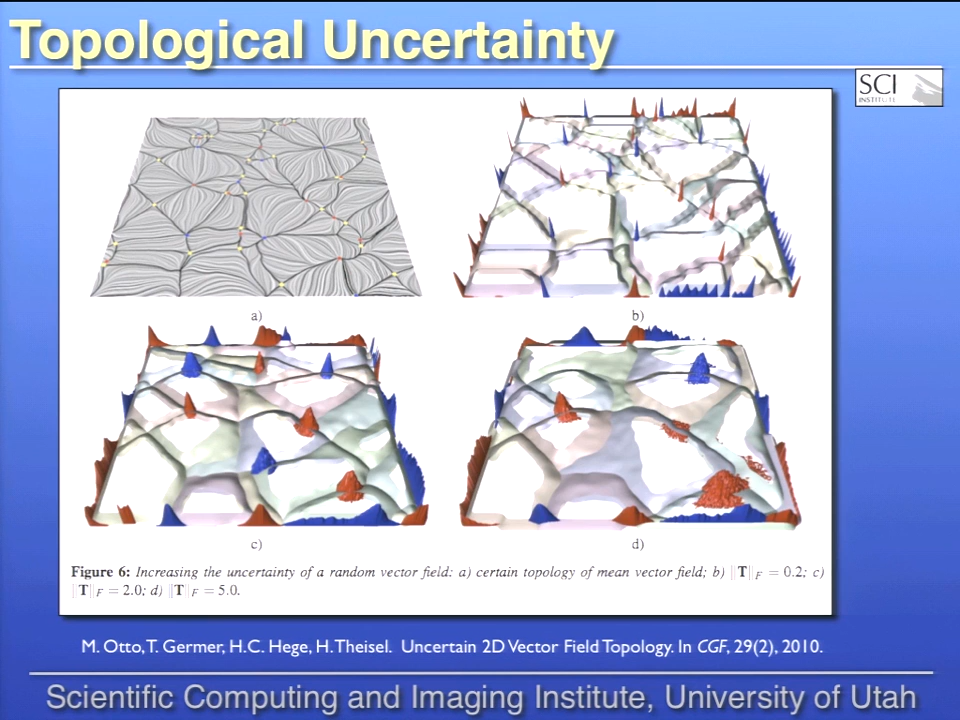 Topological Uncertainty
SCI
INSTITUTE
a)
b)
c)
d)
Figure 6: Increasing the uncertainty of a random vector field: a) certain topology of mean vector field; b) ||T||F = 0.2; c)
||T||F = 2.0; d) ||T||F = 5.0.
M. Otto, T. Germer, H.C. Hege, H. Theisel. Uncertain 2D Vector Field Topology. In CGF, 29(2), 2010.
Scientific Computing and Imaging Institute, University of Utah